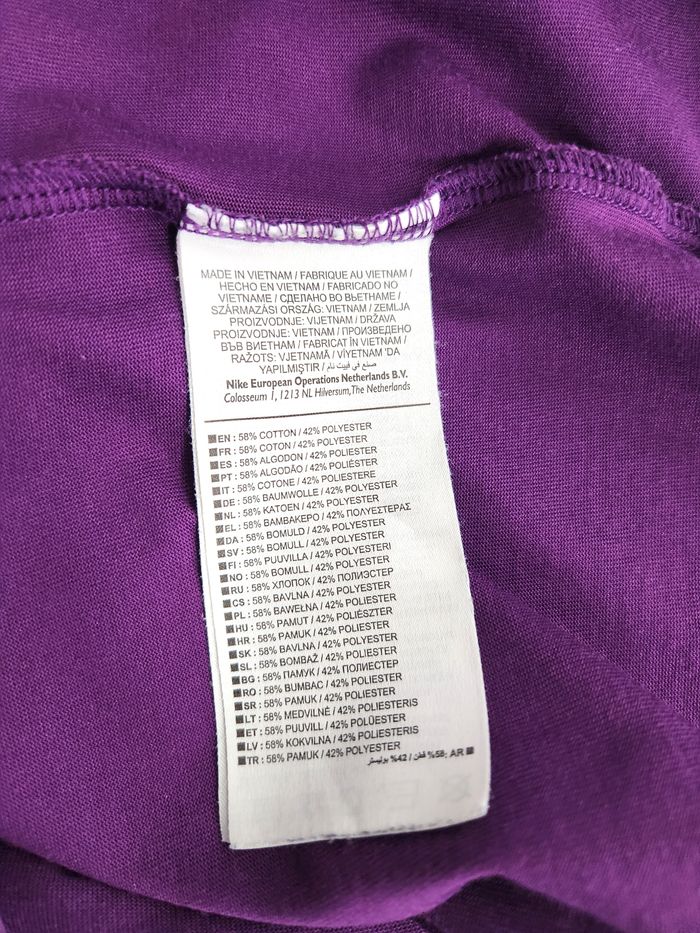 MADE IN VIETNAM / FABRIQUE AU VIETNAM /
HECHO EN VIETNAM / FABRICADO NO
VIETNAME / СДЕЛАНО ВО ВЬЕТНАМЕ /
SZÁRMAZÁSI ORSZÁG: VIETNAM / ZEMLJA
PROIZVODNJE: VIJETNAM / DRŽAVA
PROIZVODNJE: VIETNAM / ПРОИЗВЕДЕНО
ВЪВ ВИЕТНАМ / FABRICAT ÎN VIETNAM /
RAŽOTS: VJETNAMĀ / VİYETNAM 'DA
YAPILMIŞTIR / صنع في فييت نام
Nike European Operations Netherlands B.V.
Colosseum 1, 1213 NL Hilversum, The Netherlands
EN : 58% COTTON / 42% POLYESTER
FR : 58% COTON / 42% POLYESTER
ES : 58% ALGODON / 42% POLIESTER
PT : 58% ALGODÃO / 42% POLIÉSTER
IT : 58% COTONE / 42% POLIESTERE
DE : 58% BAUMWOLLE / 42% POLYESTER
NL : 58% KATOEN / 42% POLYESTER
EL : 58% ΒΑΜΒΑΚΕΡΟ / 42% ΠΟΛΥΕΣΤΕΡΑΣ
DA : 58% BOMULD / 42% POLYESTER
SV : 58% BOMULL / 42% POLYESTER
FI : 58% PUUVILLA / 42% POLYESTERI
NO : 58% BOMULL / 42% POLYESTER
RU : 58% ХЛОПОК / 42% ПОЛИЭСТЕР
CS : 58% BAVLNA / 42% POLYESTER
PL : 58% BAWEŁNA / 42% POLIESTER
HU : 58% PAMUT / 42% POLIÉSZTER
HR : 58% PAMUK / 42% POLIESTER
SK : 58% BAVLNA / 42% POLYESTER
SL : 58% BOMBAŽ / 42% POLIESTER
BG : 58% ПАМУК / 42% ПОЛИЕСТЕР
RO : 58% BUMBAC / 42% POLIESTER
SR : 58% PAMUK / 42% POLIESTER
LT : 58% MEDVILNĖ / 42% POLIESTERIS
ET : 58% PUUVILL / 42% POLÜESTER
LV : 58% KOKVILNA / 42% POLIESTERIS
TR : 58% PAMUK / 42% POLYESTER
AR :58% قطن / 42% بوليستر